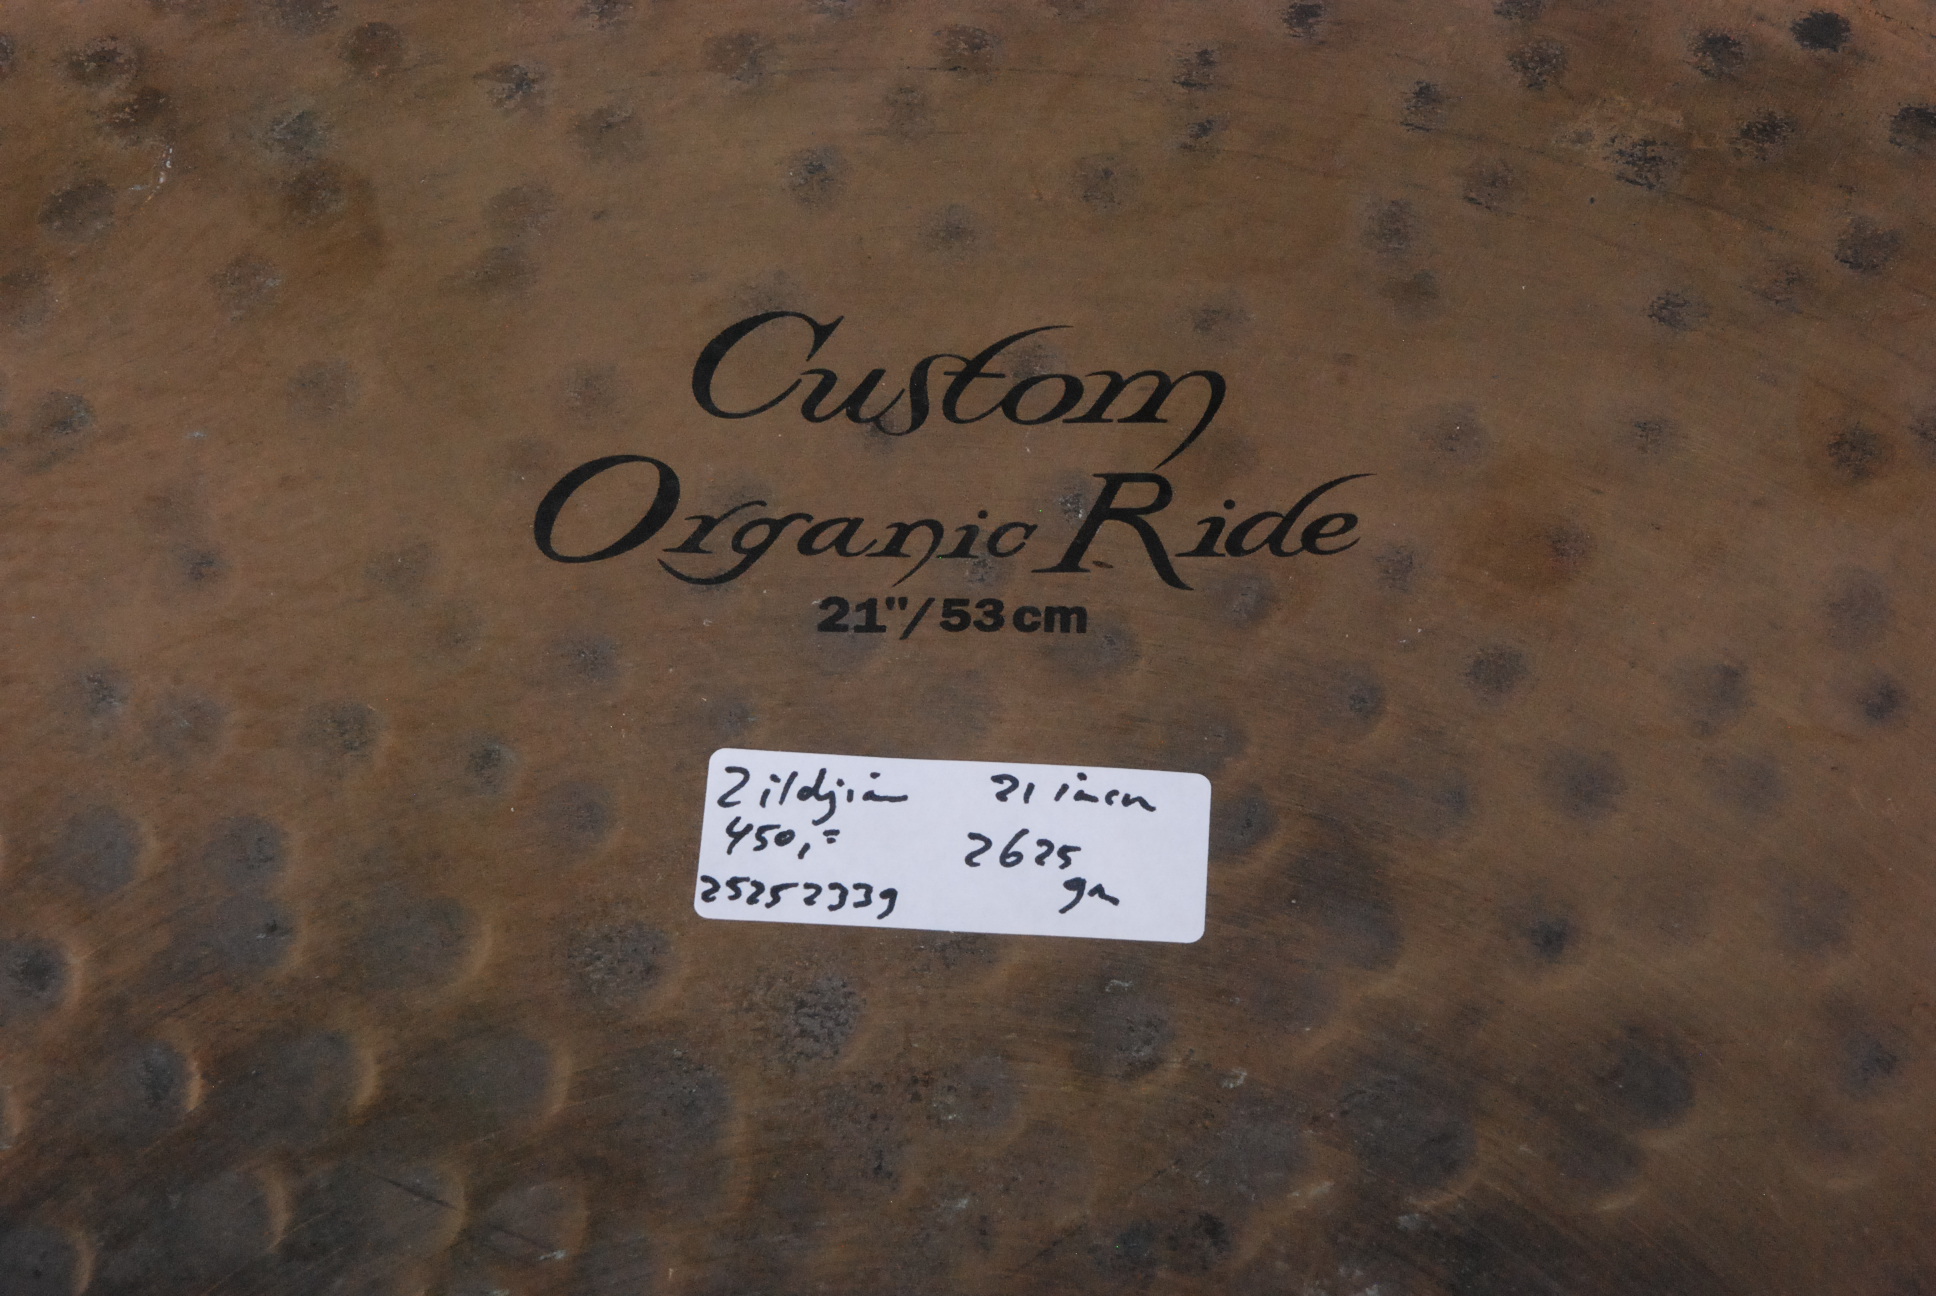 Custom
Organic Ride
21"/53cm
Zildjian 21 inch
450,= 2625
25252339 gm